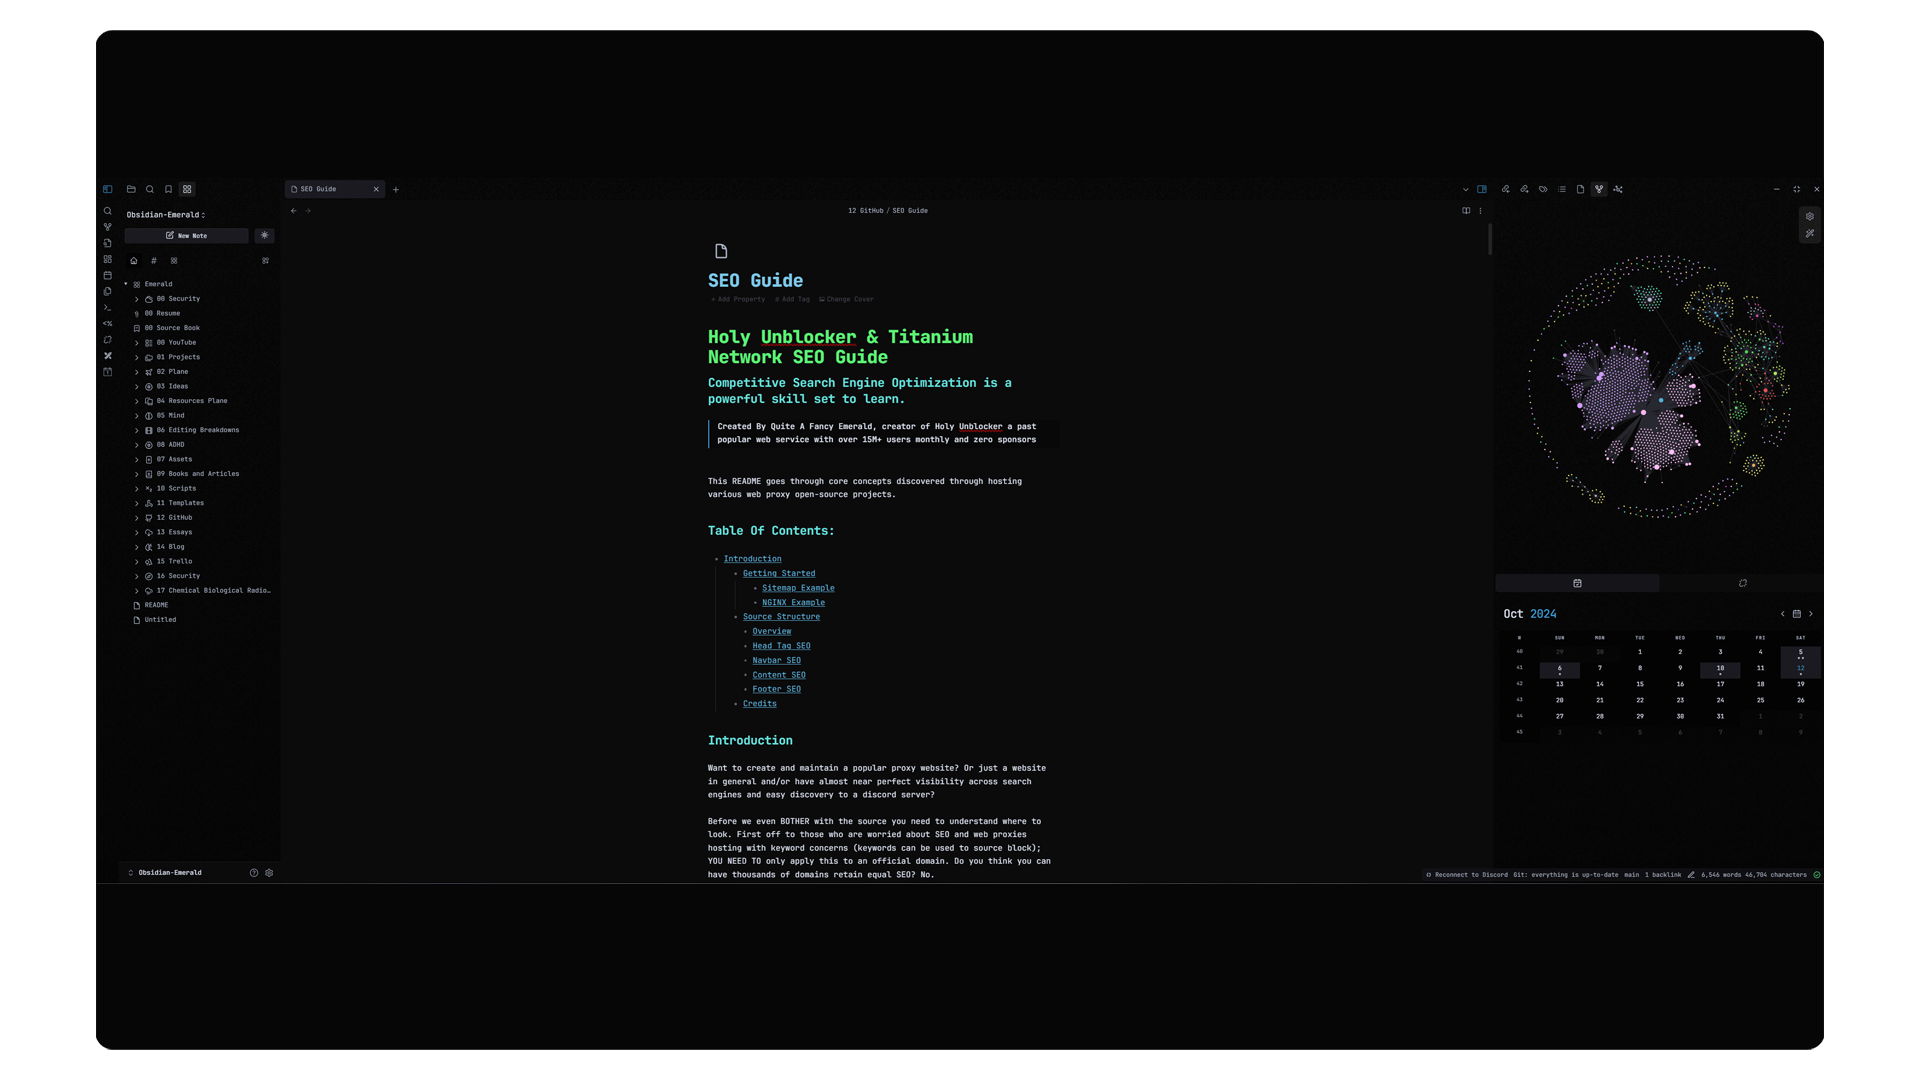 SEO Guide
Obsidian-Emerald
New Note
Emerald
00 Security
00 Resume
00 Source Book
00 YouTube
01 Projects
02 Plane
03 Ideas
04 Resources Plane
05 Mind
06 Editing Breakdowns
08 ADHD
07 Assets
09 Books and Articles
10 Scripts
11 Templates
12 GitHub
13 Essays
14 Blog
15 Trello
16 Security
17 Chemical Biological Radio…
README
Untitled
Obsidian-Emerald
12 GitHub / SEO Guide
SEO Guide
+ Add Property # Add Tag Change Cover
Holy Unblocker & Titanium
Network SEO Guide
Competitive Search Engine Optimization is a
powerful skill set to learn.
Created By Quite A Fancy Emerald, creator of Holy Unblocker a past
popular web service with over 15M+ users monthly and zero sponsors
This README goes through core concepts discovered through hosting
various web proxy open-source projects.
Table Of Contents:
Introduction
Getting Started
Sitemap Example
NGINX Example
Source Structure
Overview
Head Tag SEO
Navbar SEO
Content SEO
Footer SEO
Credits
Introduction
Want to create and maintain a popular proxy website? Or just a website
in general and/or have almost near perfect visibility across search
engines and easy discovery to a discord server?
Before we even BOTHER with the source you need to understand where to
look. First off to those who are worried about SEO and web proxies
hosting with keyword concerns (keywords can be used to source block);
YOU NEED TO only apply this to an official domain. Do you think you can
have thousands of domains retain equal SEO? No.
Oct 2024
W SUN MON TUE WED THU FRI SAT
40 29 30 1 2 3 4 5
41 6 7 8 9 10 11 12
42 13 14 15 16 17 18 19
43 20 21 22 23 24 25 26
44 27 28 29 30 31 1 2
45 3 4 5 6 7 8 9
Reconnect to Discord Git: everything is up-to-date main 1 backlink 6,546 words 46,704 characters